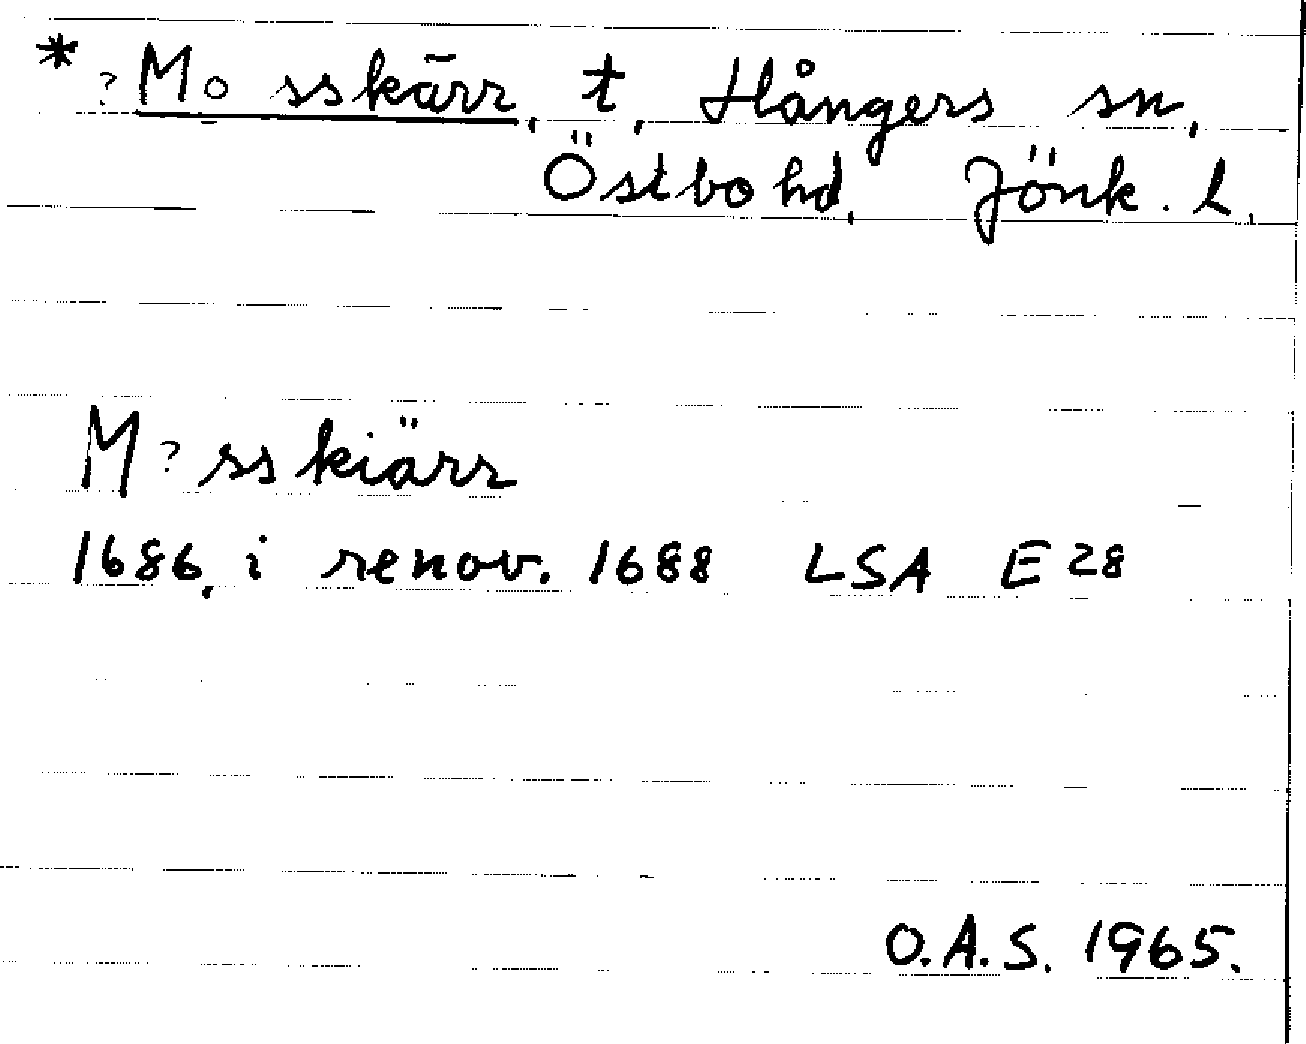 * ? Mo sskärr, t, Hångers sn,
Östbo hd, Jönk. l.
M ? sskiärr
1686, i renov. 1688 LSA E 28
O.A.S. 1965.